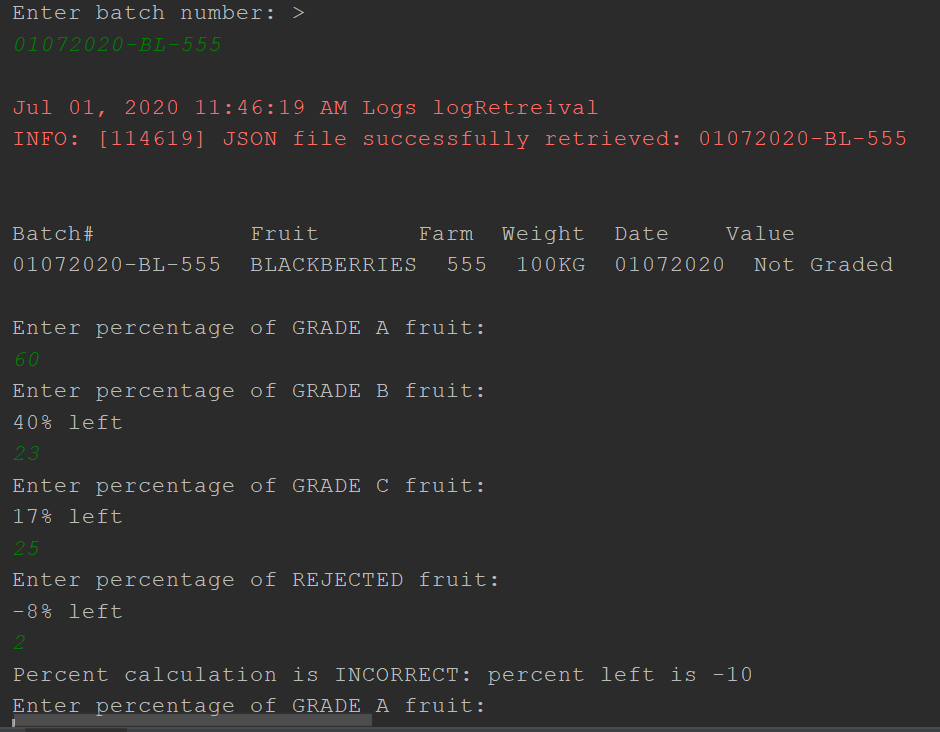 Enter batch number: >
01072020-BL-555
Jul 01, 2020 11:46:19 AM Logs logRetreival
INFO: [114619] JSON file successfully retrieved: 01072020-BL-555
Batch# Fruit Farm Weight Date Value
01072020-BL-555 BLACKBERRIES 555 100KG 01072020 Not Graded
Enter percentage of GRADE A fruit:
60
Enter percentage of GRADE B fruit:
40% left
23
Enter percentage of GRADE C fruit:
17% left
25
Enter percentage of REJECTED fruit:
-8% left
2
Percent calculation is INCORRECT: percent left is -10
Enter percentage of GRADE A fruit: